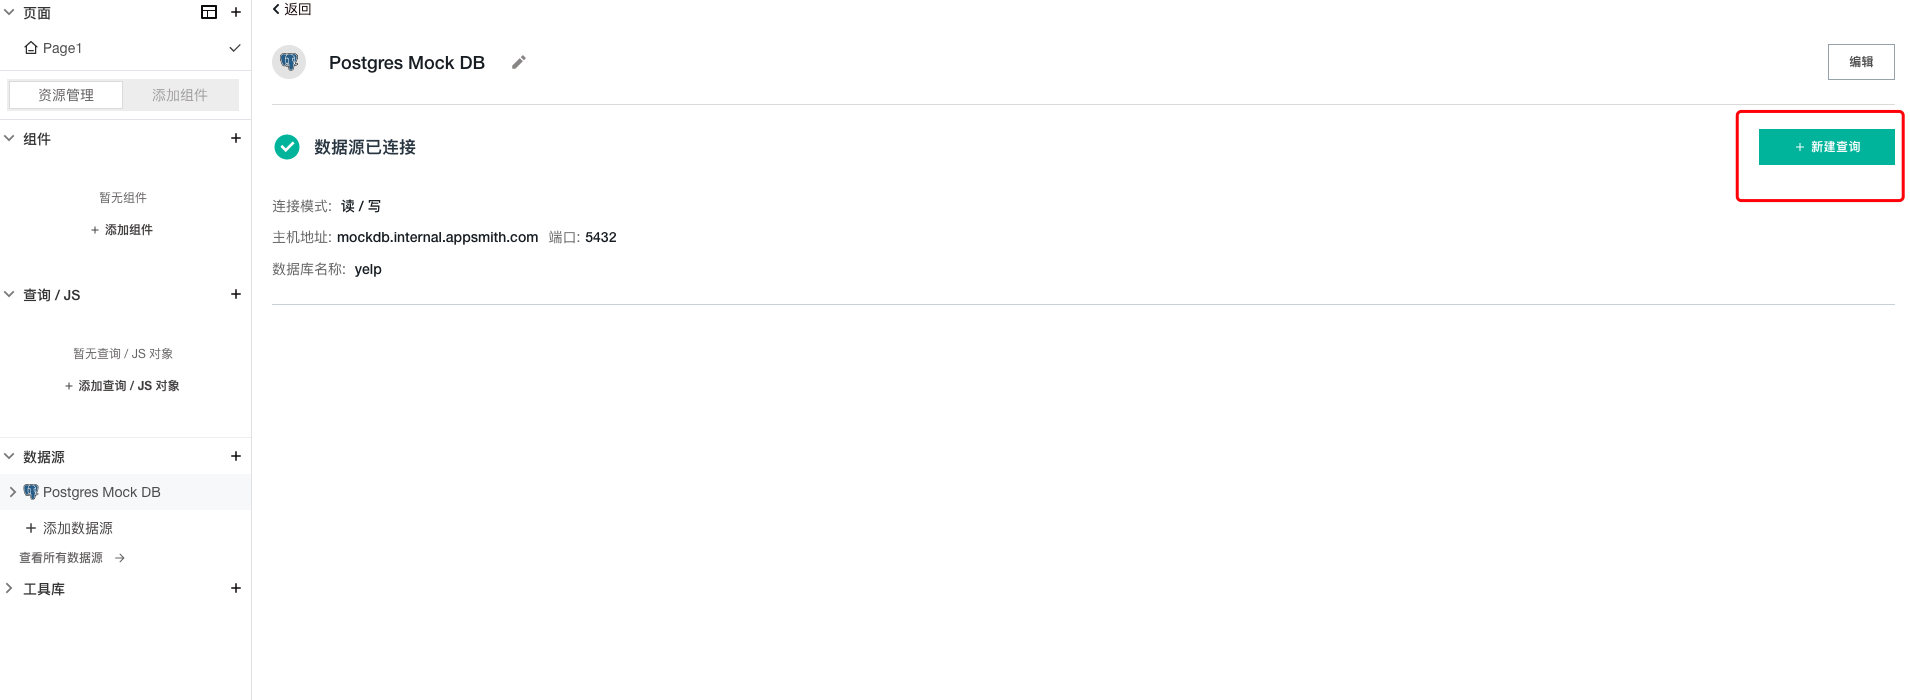 页面
Page1
资源管理
添加组件
组件
暂无组件
+ 添加组件
查询 / JS
暂无查询 / JS 对象
+ 添加查询 / JS 对象
数据源
Postgres Mock DB
+ 添加数据源
查看所有数据源 →
工具库
返回
Postgres Mock DB
编辑
数据源已连接
+ 新建查询
连接模式: 读 / 写
主机地址: mockdb.internal.appsmith.com 端口: 5432
数据库名称: yelp